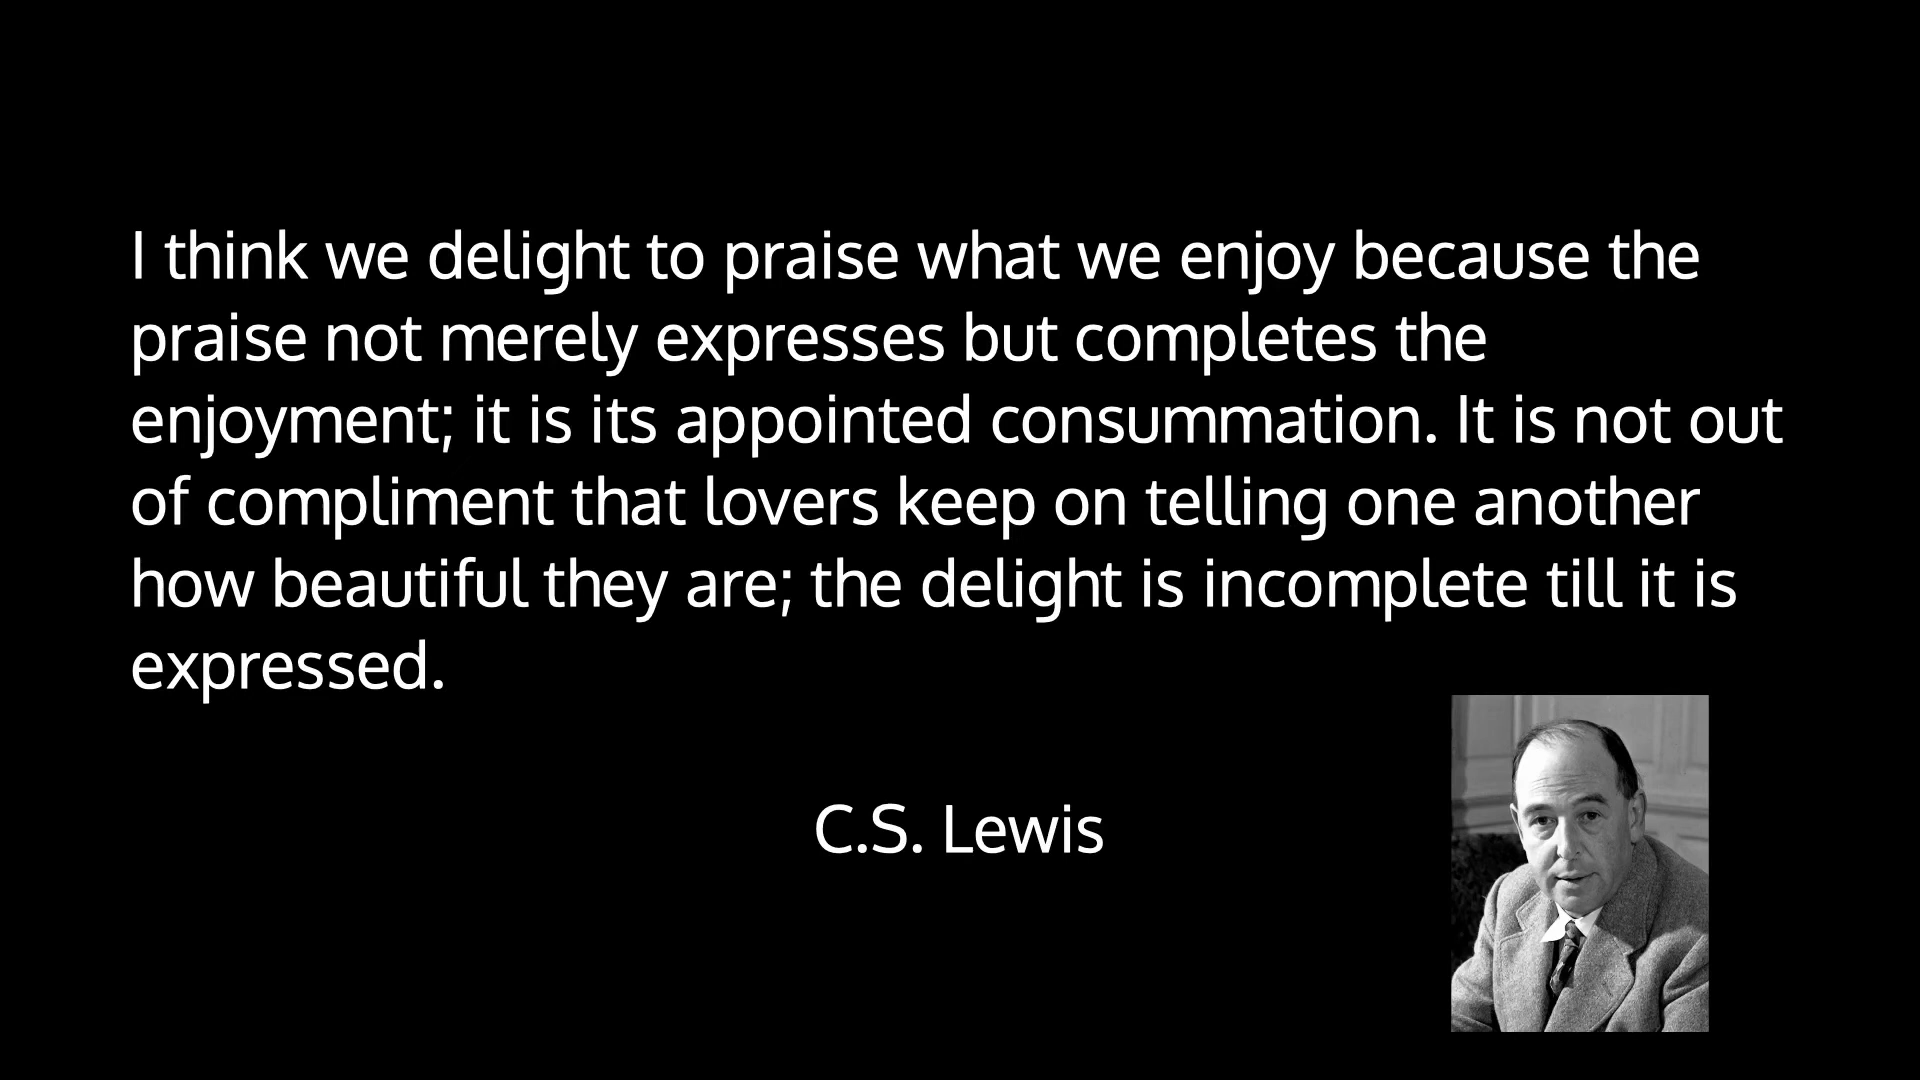 I think we delight to praise what we enjoy because the
praise not merely expresses but completes the
enjoyment; it is its appointed consummation. It is not out
of compliment that lovers keep on telling one another
how beautiful they are; the delight is incomplete till it is
expressed.
C.S. Lewis